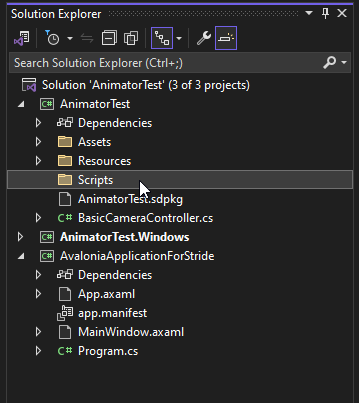 Solution Explorer
Search Solution Explorer (Ctrl+;)
Solution 'AnimatorTest' (3 of 3 projects)
C# AnimatorTest
Dependencies
Assets
Resources
Scripts
AnimatorTest.sdpkg
C# BasicCameraController.cs
C# AnimatorTest.Windows
C# AvaloniaApplicationForStride
Dependencies
App.axaml
app.manifest
MainWindow.axaml
C# Program.cs